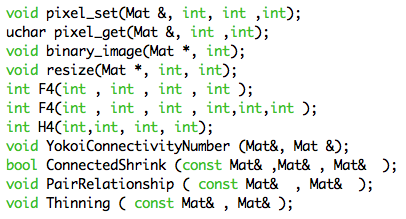 void pixel_set(Mat &, int, int ,int);
uchar pixel_get(Mat &, int ,int);
void binary_image(Mat *, int);
void resize(Mat *, int, int);
int F4(int , int , int , int );
int F4(int , int , int , int,int,int );
int H4(int,int, int, int);
void YokoiConnectivityNumber (Mat&, Mat &);
bool ConnectedShrink (const Mat& ,Mat& , Mat&  );
void PairRelationship ( const Mat&  , Mat&  );
void Thinning ( const Mat& , Mat& );